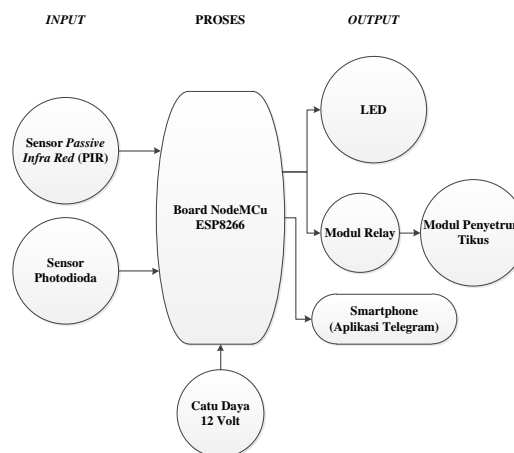 INPUT
PROSES
OUTPUT
Sensor Passive
Infra Red (PIR)
Sensor
Photodioda
Board NodeMCu
ESP8266
Catu Daya
12 Volt
LED
Modul Relay
Modul Penyetrum
Tikus
Smartphone
(Aplikasi Telegram)